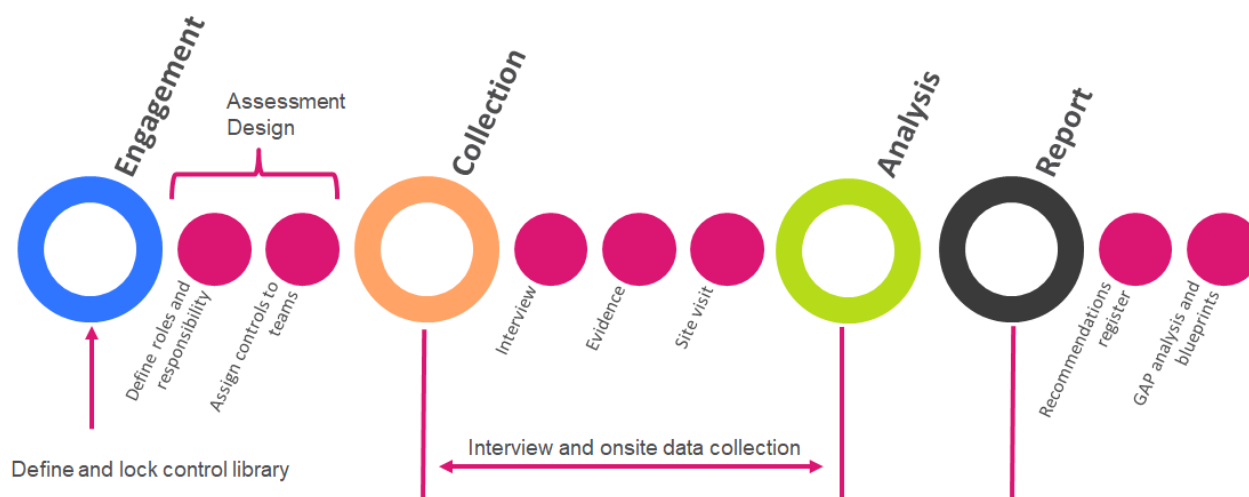 Engagement
Assessment
Design
Collection
Analysis
Report
Define roles and
responsibility
Assign controls to
teams
Interview
Evidence
Site visit
Recommendations
register
GAP analysis and
blueprints
Interview and onsite data collection
Define and lock control library